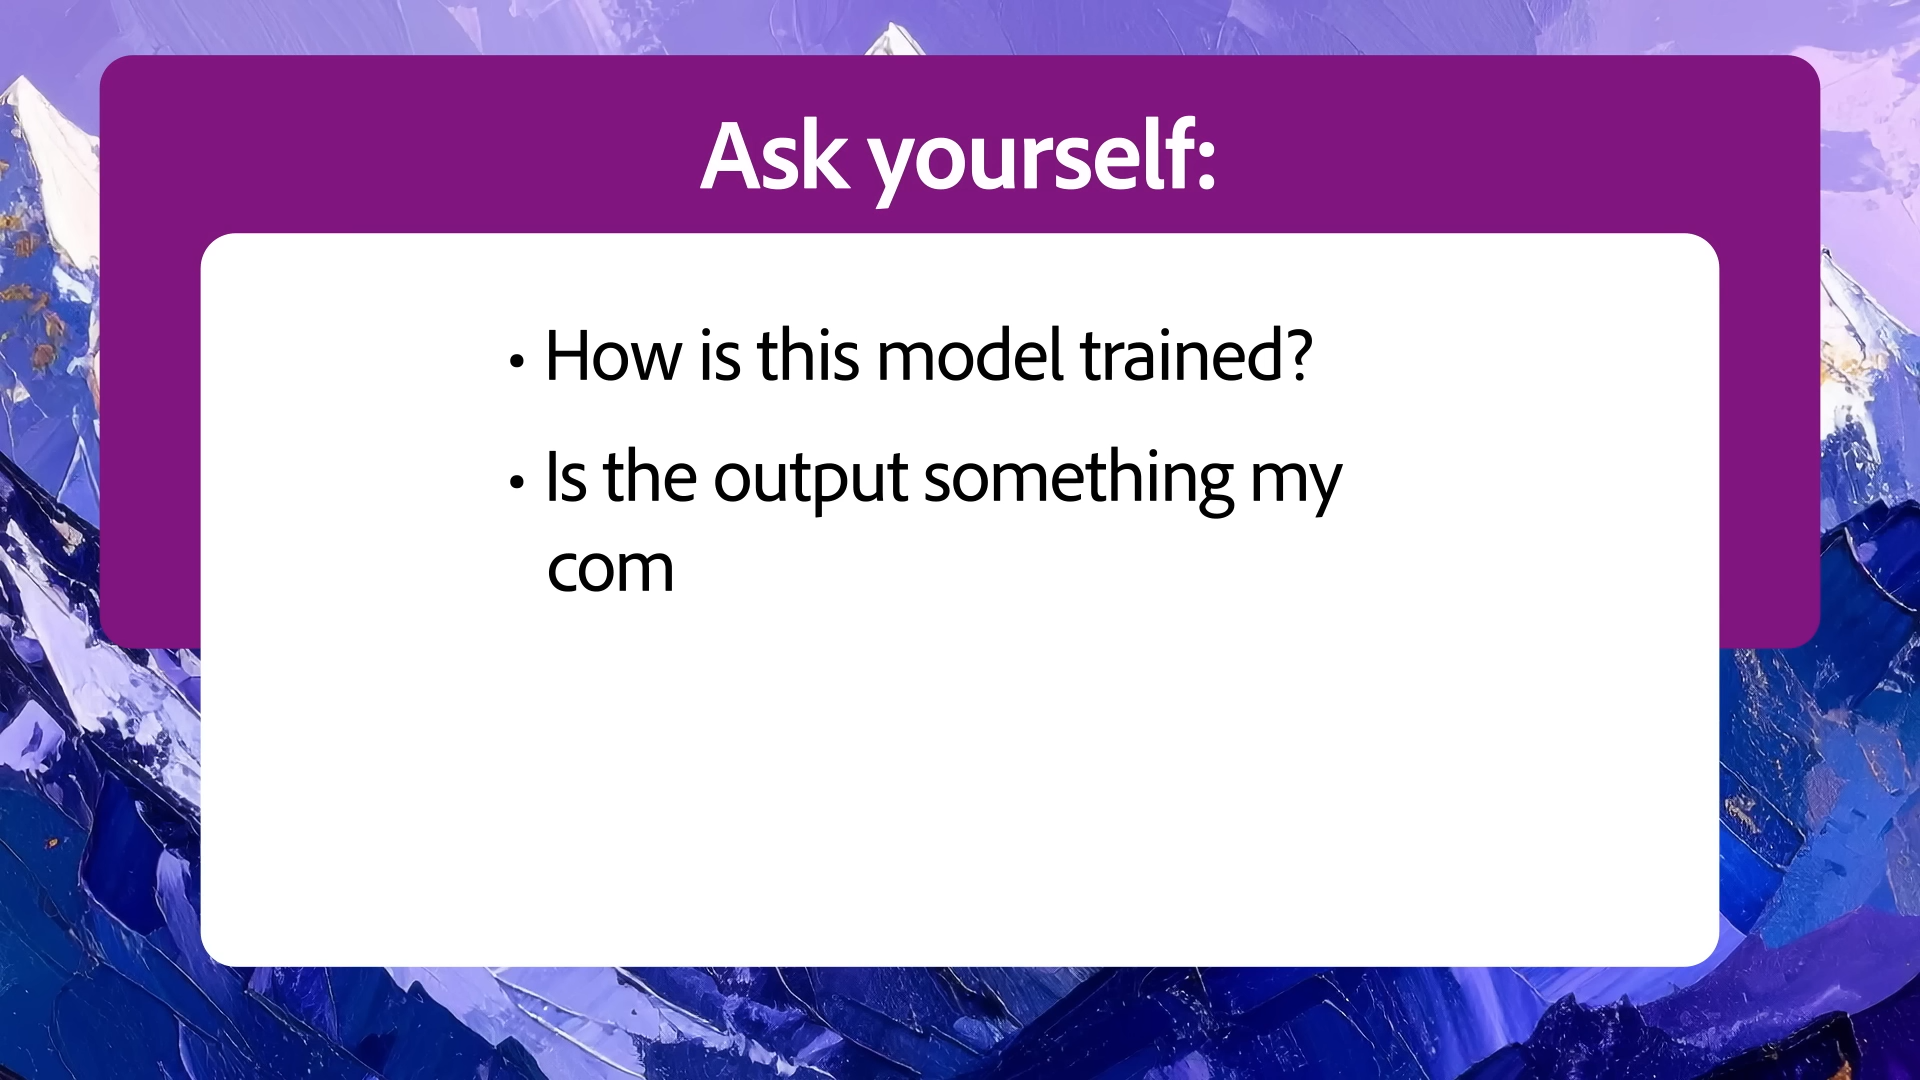 Ask yourself:
• How is this model trained?
• Is the output something my
com